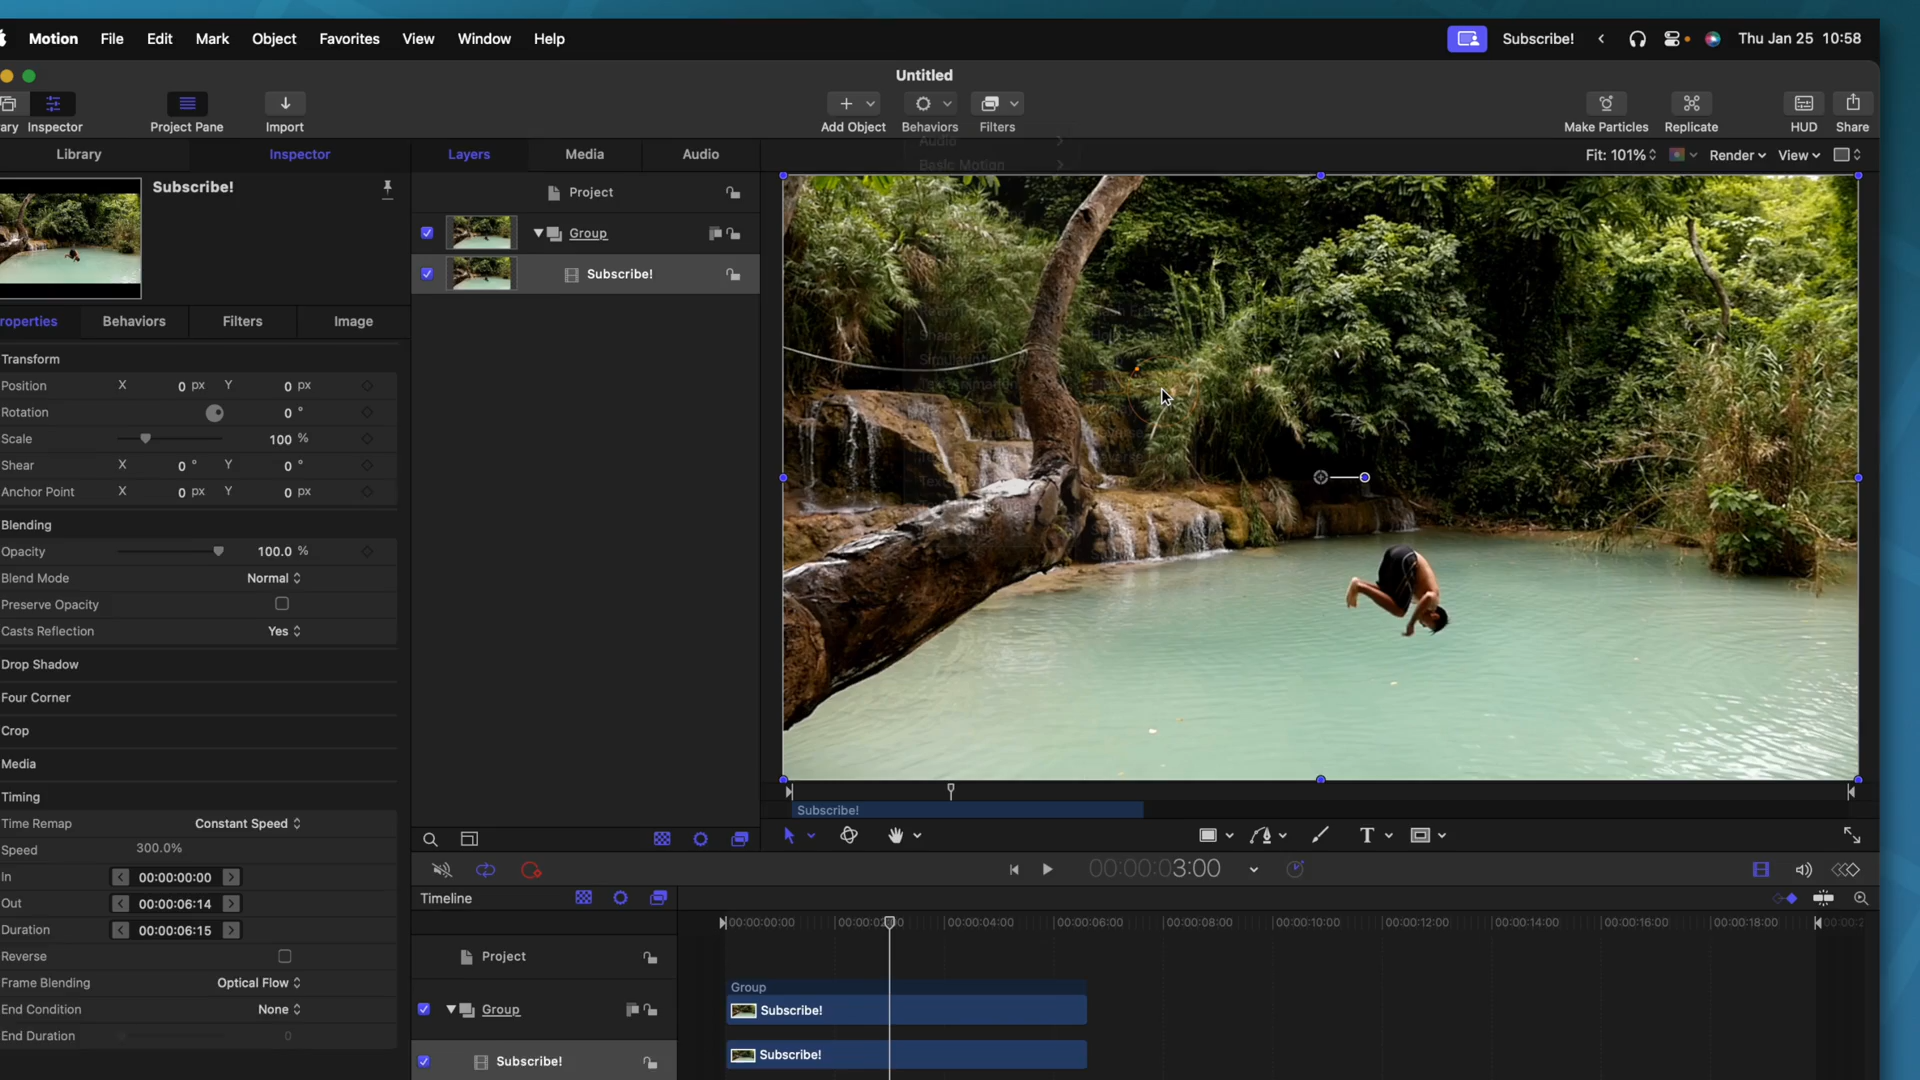 Motion File Edit Mark Object Favorites View Window Help
Subscribe! Thu Jan 25 10:58
Untitled
Inspector Project Pane Import Add Object Behaviors Filters Make Particles Replicate HUD Share
Library Inspector Layers Media Audio Fit: 101% Render View
Audio
Basic Motion
Subscribe!
Project
Group
Subscribe!
Behaviors Filters Image
Transform
Position X 0 px Y 0 px
Rotation 0 °
Scale 100 %
Shear X 0 ° Y 0 °
Anchor Point X 0 px Y 0 px
Blending
Opacity 100.0 %
Blend Mode Normal
Preserve Opacity
Casts Reflection Yes
Drop Shadow
Four Corner
Crop
Media
Timing
Time Remap Constant Speed
Speed 300.0%
In 00:00:00:00
Out 00:00:06:14
Duration 00:00:06:15
Reverse
Frame Blending Optical Flow
End Condition None
End Duration 0
Subscribe!
T
00:00:03:00
Timeline
00:00:00:00 00:00:04:00 00:00:06:00 00:00:08:00 00:00:10:00 00:00:12:00 00:00:14:00 00:00:16:00 00:00:18:00
Project
Group
Group Subscribe!
Subscribe! Subscribe!